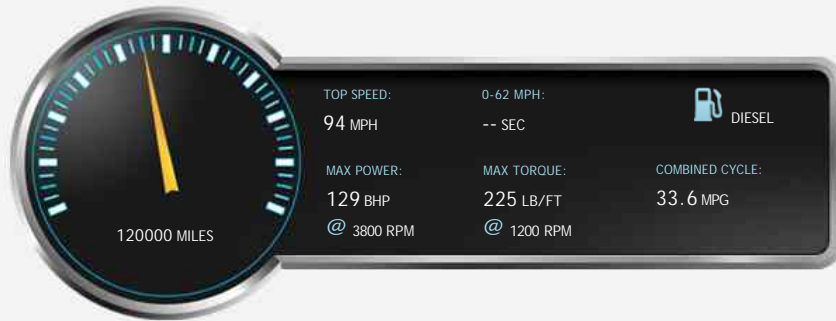 TOP SPEED:
94 MPH
0-62 MPH:
-- SEC
DIESEL
MAX POWER:
129 BHP
@ 3800 RPM
MAX TORQUE:
225 LB/FT
@ 1200 RPM
COMBINED CYCLE:
33.6 MPG
120000 MILES